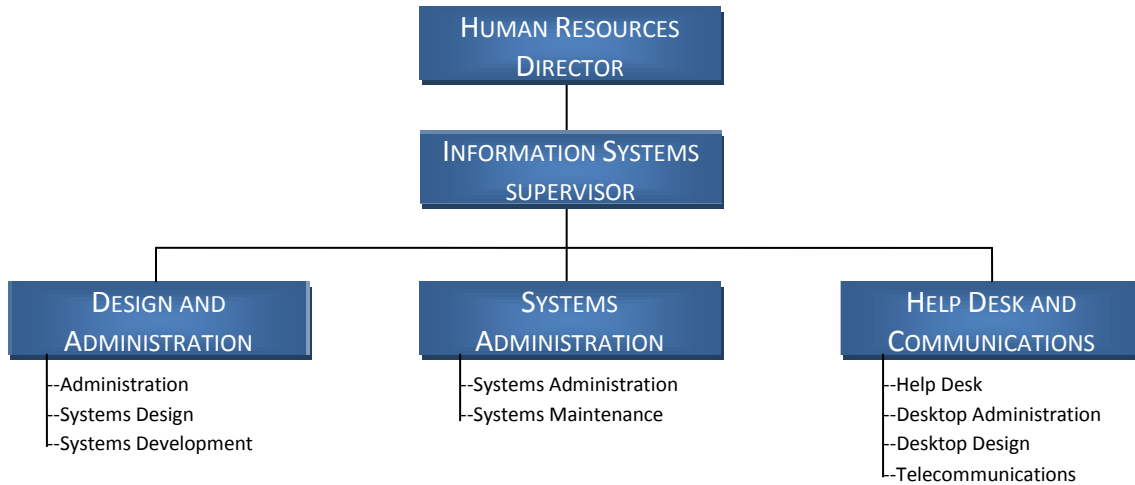 HUMAN RESOURCES
DIRECTOR
INFORMATION SYSTEMS
SUPERVISOR
DESIGN AND
ADMINISTRATION
--Administration
--Systems Design
--Systems Development
SYSTEMS
ADMINISTRATION
--Systems Administration
--Systems Maintenance
HELP DESK AND
COMMUNICATIONS
--Help Desk
--Desktop Administration
--Desktop Design
--Telecommunications